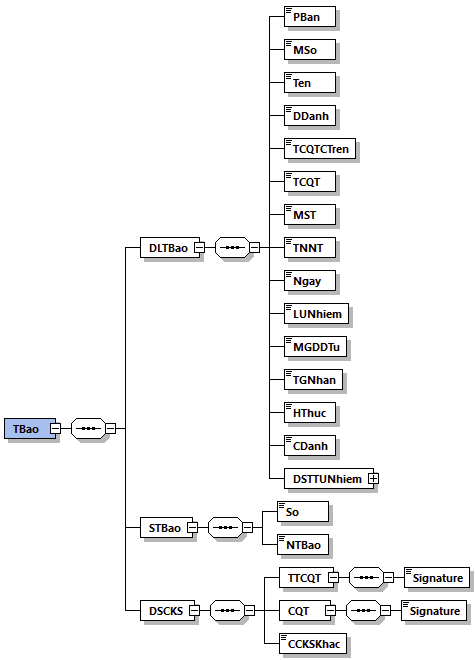 PBan
MSo
Ten
DDanh
TCQTCTren
TCQT
MST
DLTBao
TNNT
Ngay
LUNhiem
MGDDTu
TGNhan
HThuc
TBao
CDanh
DSTTUNhiem
So
STBao
NTBao
TTCQT
Signature
DSCKS
CQT
Signature
CCKSKhac